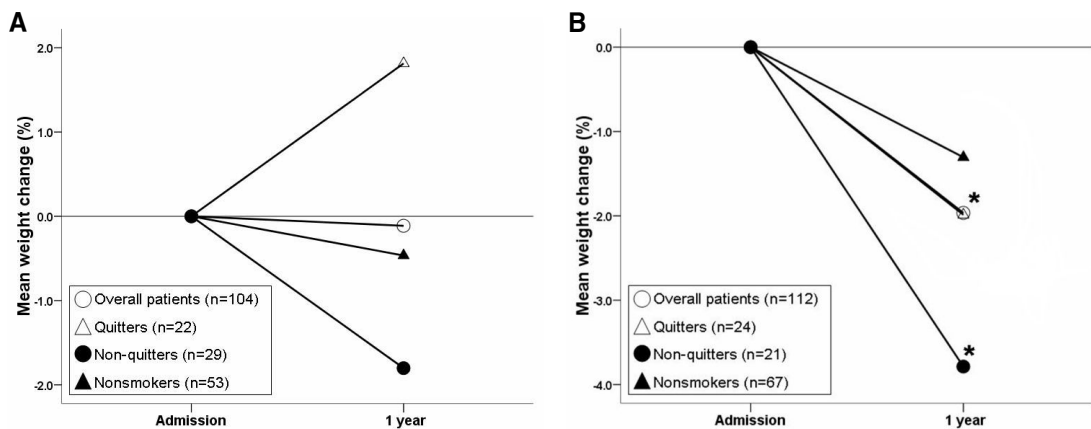 A
Mean weight change (%)
2.0
1.0
0.0
-1.0
-2.0
Overall patients (n=104)
Quitters (n=22)
Non-quitters (n=29)
Nonsmokers (n=53)
Admission
1 year
B
Mean weight change (%)
0.0
-1.0
-2.0
-3.0
-4.0
*
*
Overall patients (n=112)
Quitters (n=24)
Non-quitters (n=21)
Nonsmokers (n=67)
Admission
1 year